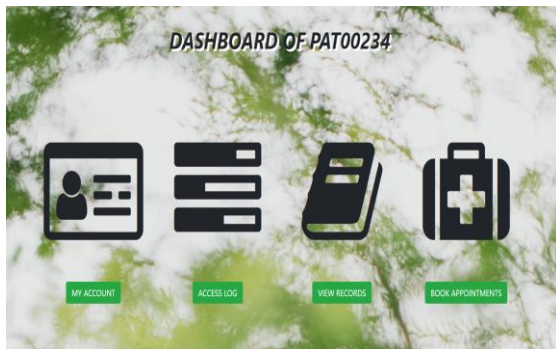 DASHBOARD OF PAT00234
MY ACCOUNT
ACCESS LOG
VIEW RECORDS
BOOK APPOINTMENTS